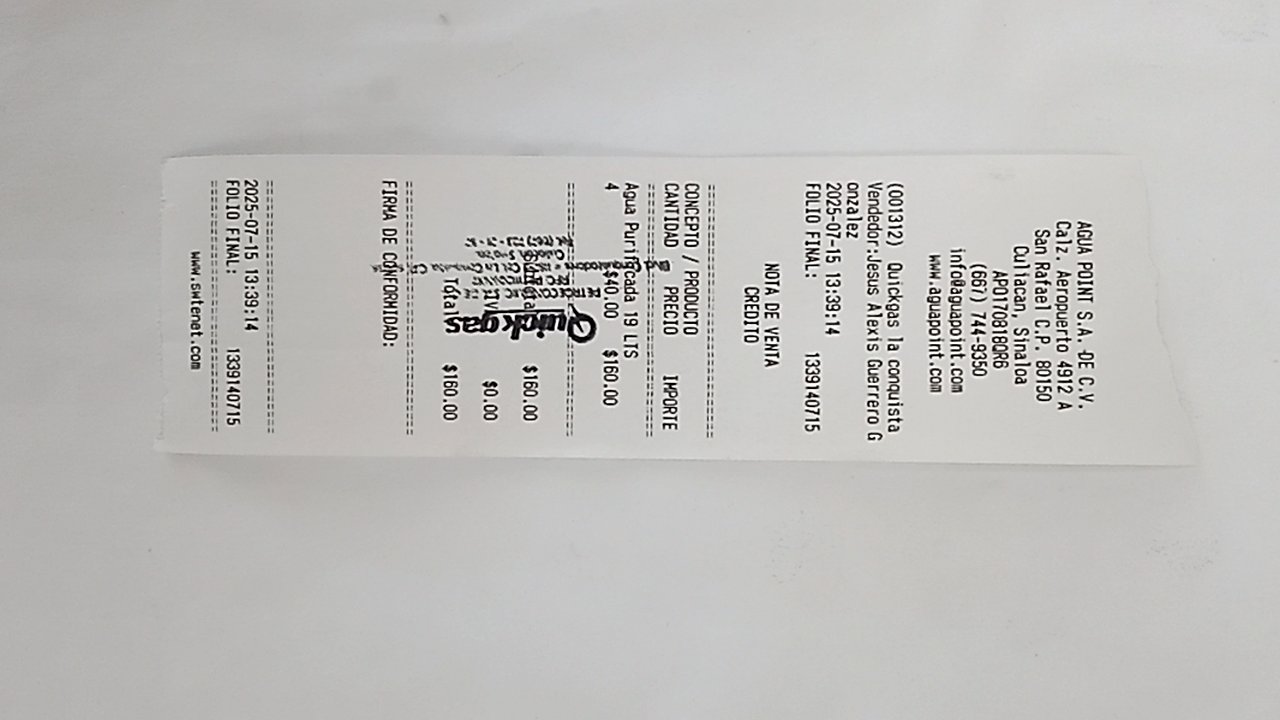 AGUA POINT S.A. DE C.V.
Calz. Aeropuerto 4912 A
San Rafael C.P. 80150
Culiacan, Sinaloa
APO170818QR6
(667) 744-9350
info@aguapoint.com
www.aguapoint.com
(001312) Quickgas la conquista
Vendedor:Jesus Alexis Guerrero G
onzalez
2025-07-15 13:39:14
FOLIO FINAL: 1339140715
NOTA DE VENTA
CREDITO
CONCEPTO / PRODUCTO
CANTIDAD PRECIO IMPORTE
Agua Purificada 19 LTS
4 $40.00 $160.00
$160.00
$0.00
Total $160.00
Quickgas
FIRMA DE CONFORMIDAD:
2025-07-15 13:39:14
FOLIO FINAL: 1339140715
www.swtenet.com